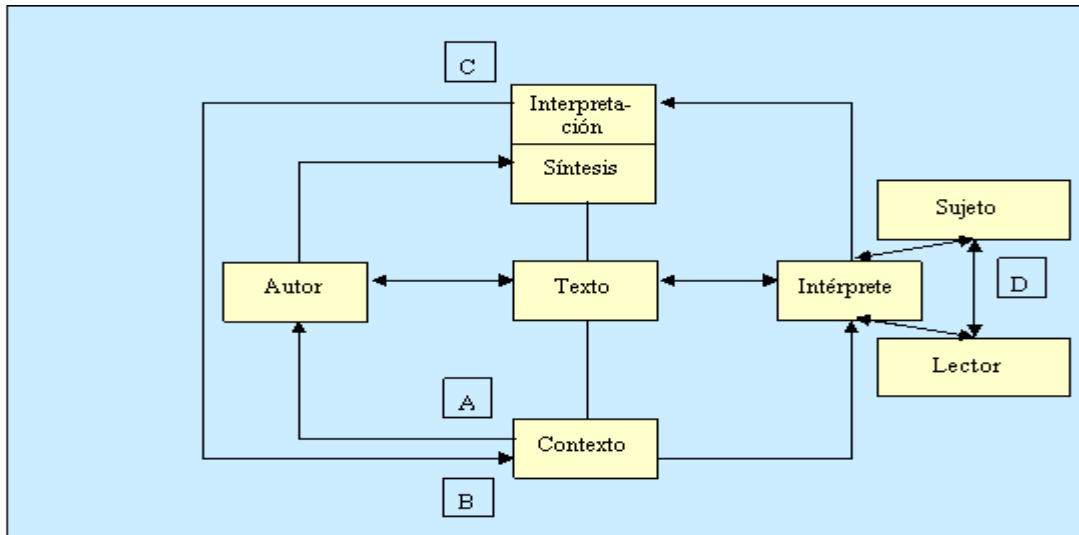 C
Interpreta-
ción
Síntesis
Sujeto
Autor
Texto
Intérprete
D
Lector
A
Contexto
B